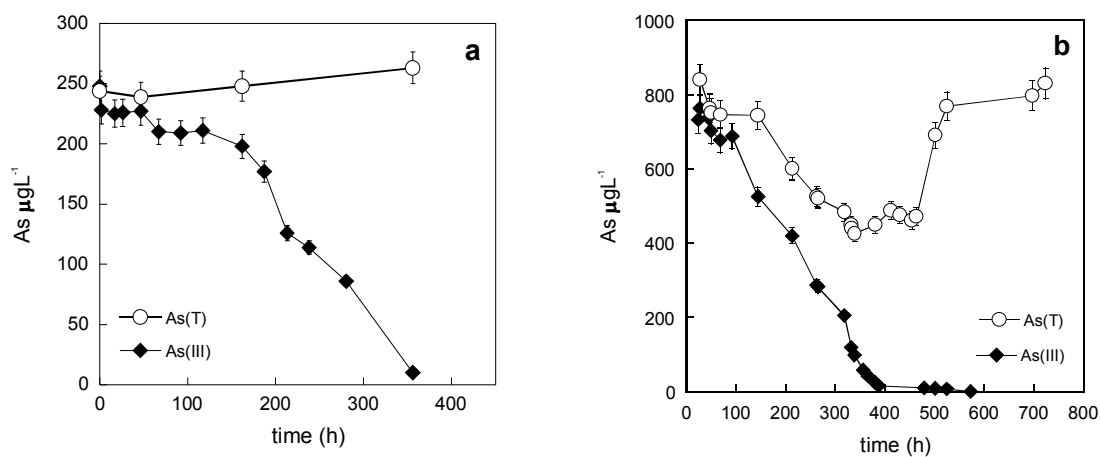 a
As µgL⁻¹
300
250
200
150
100
50
0
As(T)
As(III)
0 100 200 300 400
time (h)
b
As µgL⁻¹
1000
800
600
400
200
0
As(T)
As(III)
0 100 200 300 400 500 600 700 800
time (h)